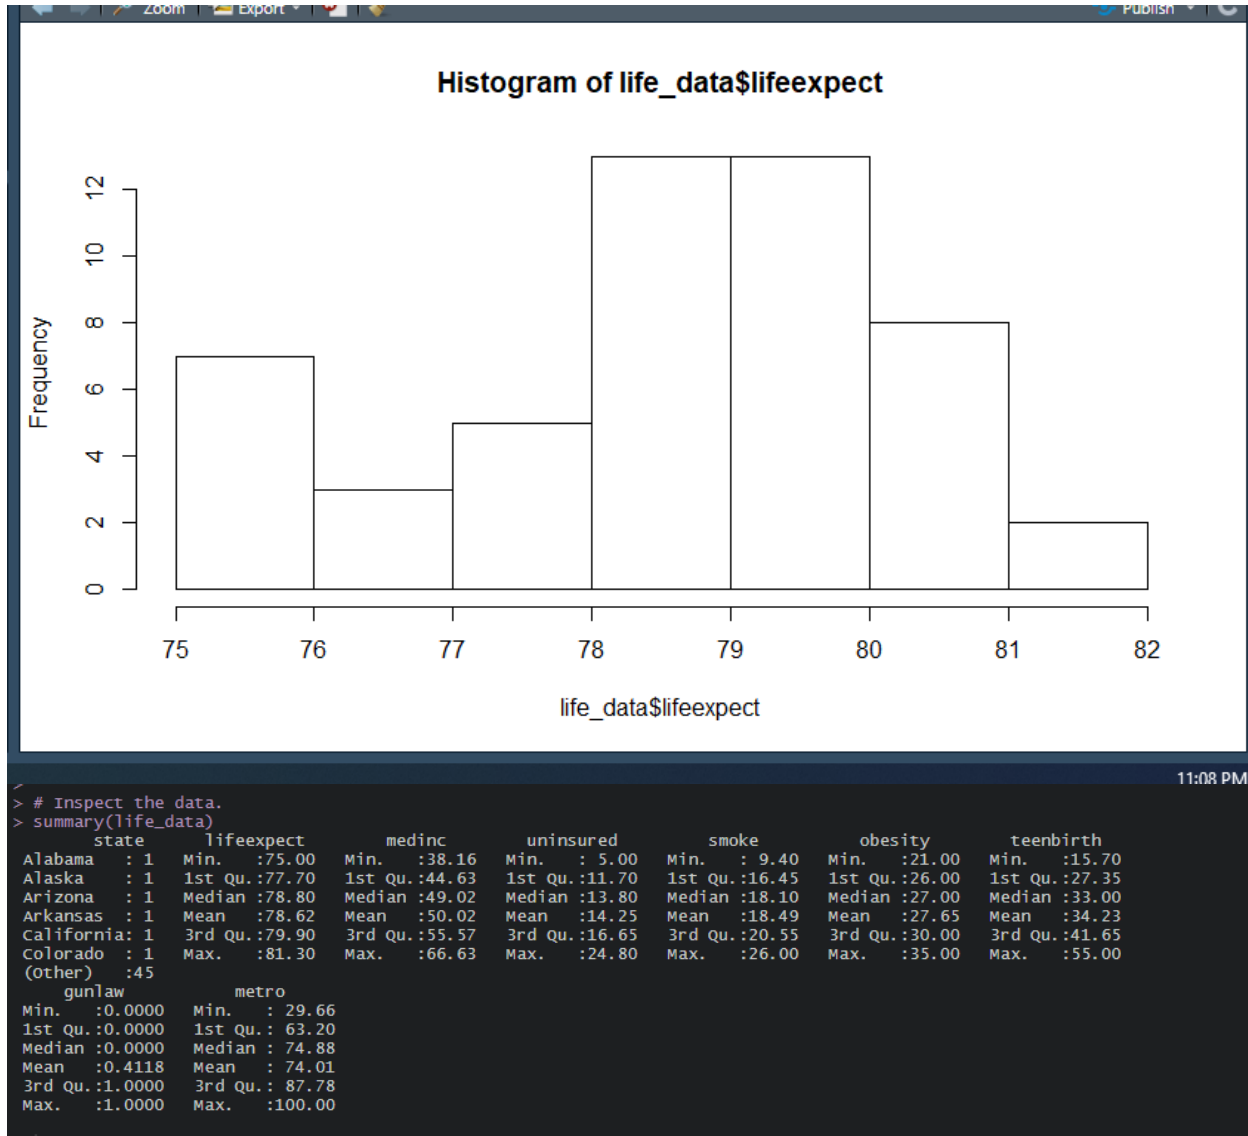 Zoom Export Publish
Histogram of life_data$lifeexpect
Frequency
12
10
8
6
4
2
0
75 76 77 78 79 80 81 82
life_data$lifeexpect
11:08 PM
>
> # Inspect the data.
> summary(life_data)
state lifeexpect medinc uninsured smoke obesity teenbirth
Alabama : 1 Min. :75.00 Min. :38.16 Min. : 5.00 Min. : 9.40 Min. :21.00 Min. :15.70
Alaska : 1 1st Qu.:77.70 1st Qu.:44.63 1st Qu.:11.70 1st Qu.:16.45 1st Qu.:26.00 1st Qu.:27.35
Arizona : 1 Median :78.80 Median :49.02 Median :13.80 Median :18.10 Median :27.00 Median :33.00
Arkansas : 1 Mean :78.62 Mean :50.02 Mean :14.25 Mean :18.49 Mean :27.65 Mean :34.23
California: 1 3rd Qu.:79.90 3rd Qu.:55.57 3rd Qu.:16.65 3rd Qu.:20.55 3rd Qu.:30.00 3rd Qu.:41.65
Colorado : 1 Max. :81.30 Max. :66.63 Max. :24.80 Max. :26.00 Max. :35.00 Max. :55.00
(Other) :45
gunlaw metro
Min. :0.0000 Min. : 29.66
1st Qu.:0.0000 1st Qu.: 63.20
Median :0.0000 Median : 74.88
Mean :0.4118 Mean : 74.01
3rd Qu.:1.0000 3rd Qu.: 87.78
Max. :1.0000 Max. :100.00